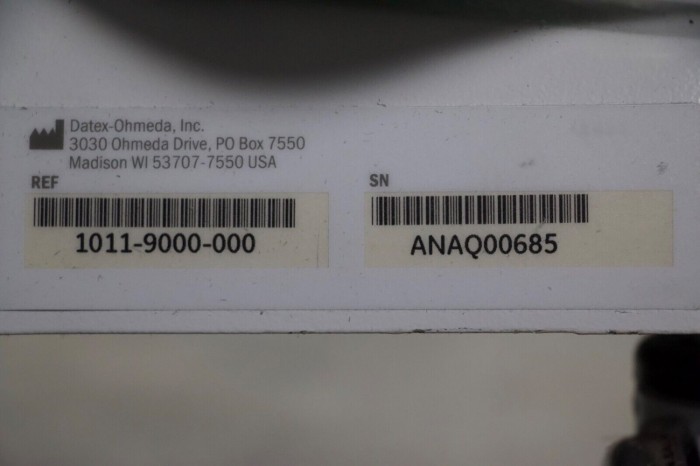 Datex-Ohmeda, Inc.
3030 Ohmeda Drive, PO Box 7550
Madison WI 53707-7550 USA
REF
1011-9000-000
SN
ANAQ00685